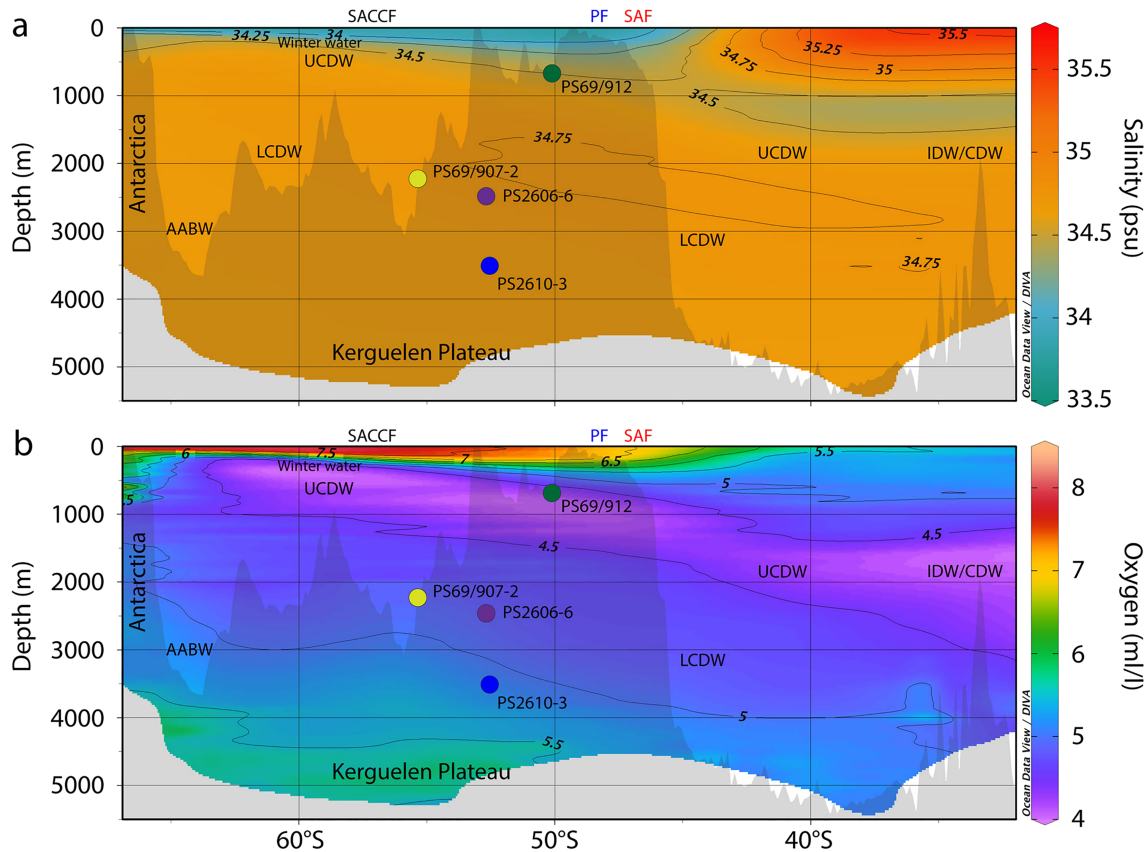 a
SACCF PF SAF
0
1000
2000
3000
4000
5000
Depth (m)
Antarctica
34.25
34
Winter water
UCDW
34.5
34.75
35.25
35.5
35
34.5
PS69/912
34.75
LCDW
UCDW
IDW/CDW
PS69/907-2
PS2606-6
AABW
LCDW
34.75
PS2610-3
Kerguelen Plateau
Ocean Data View / DIVA
35.5
35
34.5
34
33.5
Salinity (psu)
b
SACCF PF SAF
0
1000
2000
3000
4000
5000
Depth (m)
Antarctica
6
7.5
7
6.5
5.5
Winter water
UCDW
5
5
PS69/912
4.5
4.5
UCDW
IDW/CDW
PS69/907-2
PS2606-6
AABW
LCDW
PS2610-3
5
5.5
Kerguelen Plateau
Ocean Data View / DIVA
8
7
6
5
4
Oxygen (ml/l)
60°S 50°S 40°S